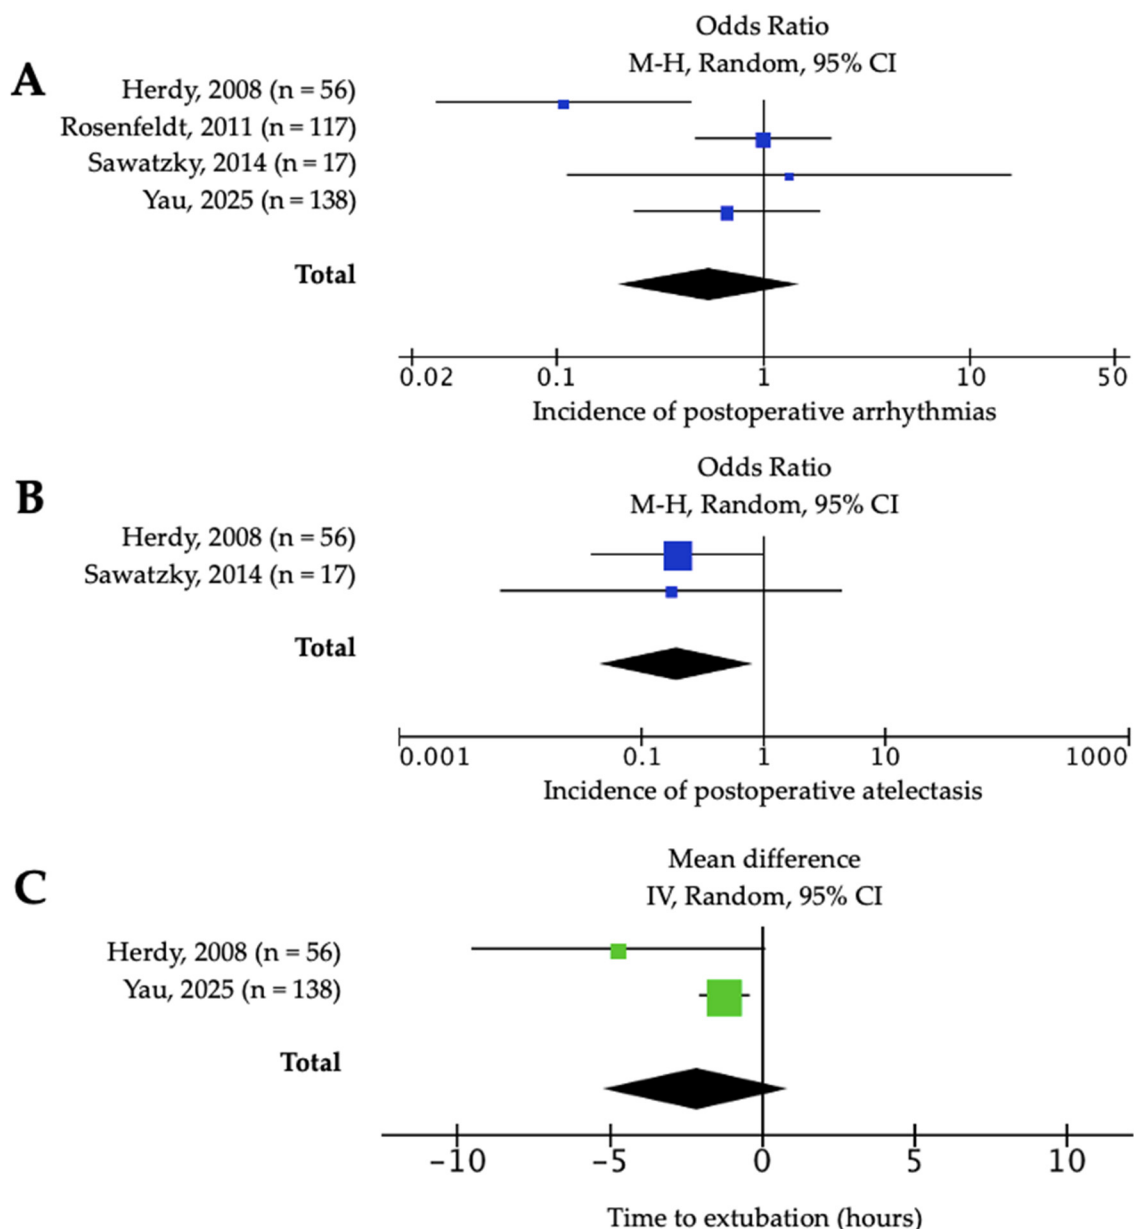 A
Odds Ratio
M-H, Random, 95% CI
Herdy, 2008 (n = 56)
Rosenfeldt, 2011 (n = 117)
Sawatzky, 2014 (n = 17)
Yau, 2025 (n = 138)
Total
0.02 0.1 1 10 50
Incidence of postoperative arrhythmias
B
Odds Ratio
M-H, Random, 95% CI
Herdy, 2008 (n = 56)
Sawatzky, 2014 (n = 17)
Total
0.001 0.1 1 10 1000
Incidence of postoperative atelectasis
C
Mean difference
IV, Random, 95% CI
Herdy, 2008 (n = 56)
Yau, 2025 (n = 138)
Total
−10 −5 0 5 10
Time to extubation (hours)